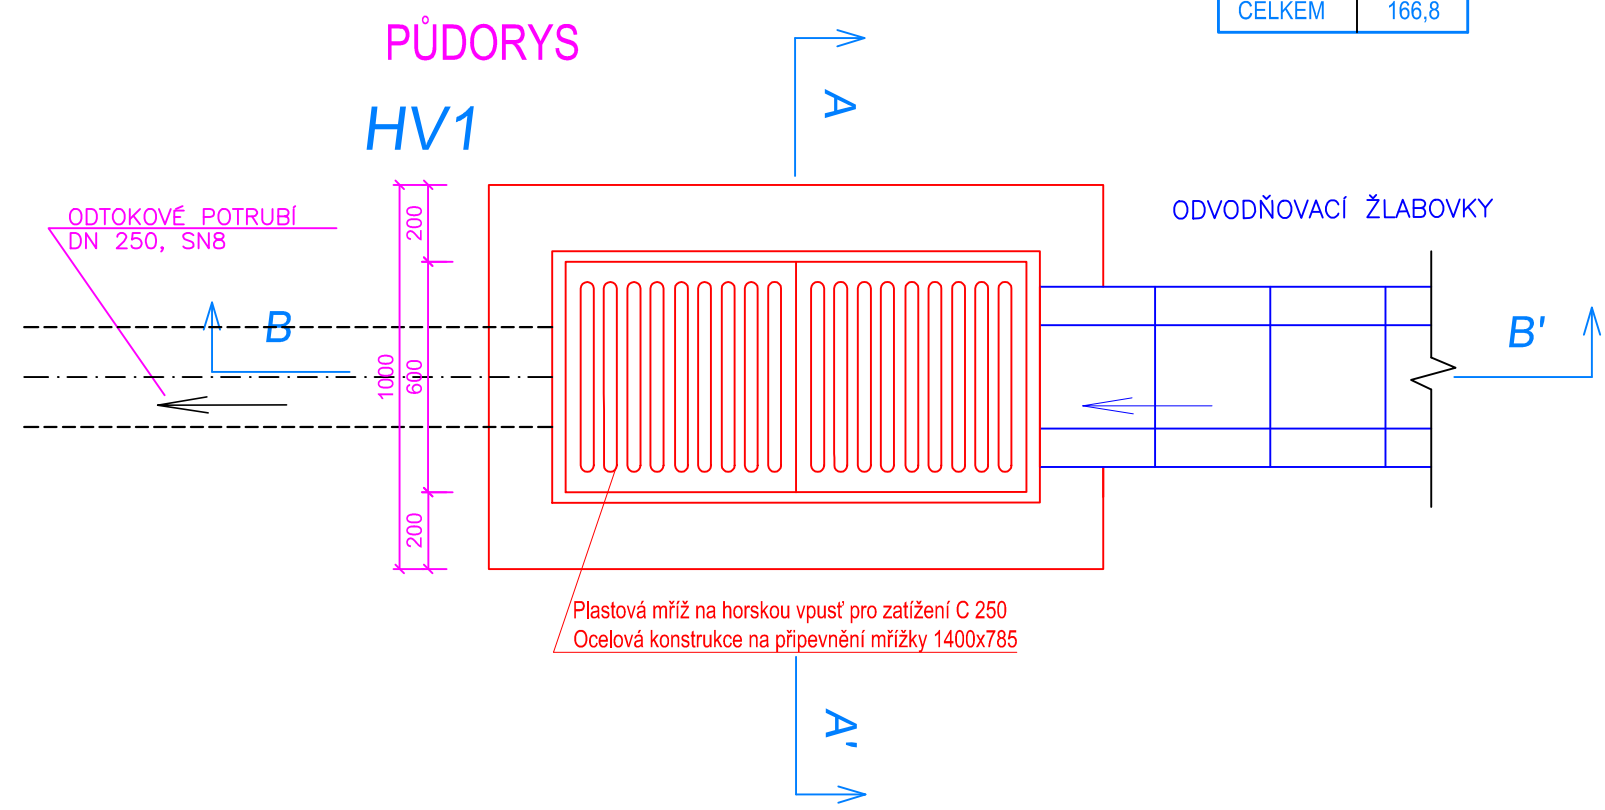 CELKEM 166,8
PŮDORYS
HV1
A
ODTOKOVÉ POTRUBÍ
DN 250, SN8
ODVODŇOVACÍ ŽLABOVKY
200
B
B'
1000
600
200
Plastová mříž na horskou vpusť pro zatížení C 250
Ocelová konstrukce na připevnění mřížky 1400x785
A'